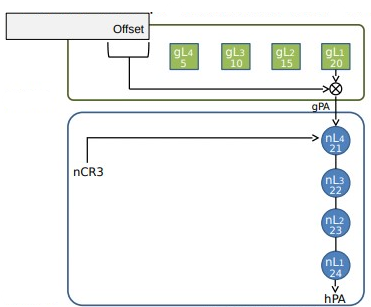 Offset
gL4 gL3 gL2 gL1
5 10 15 20
gPA
nL4
21
nCR3
nL3
22
nL2
23
nL1
24
hPA